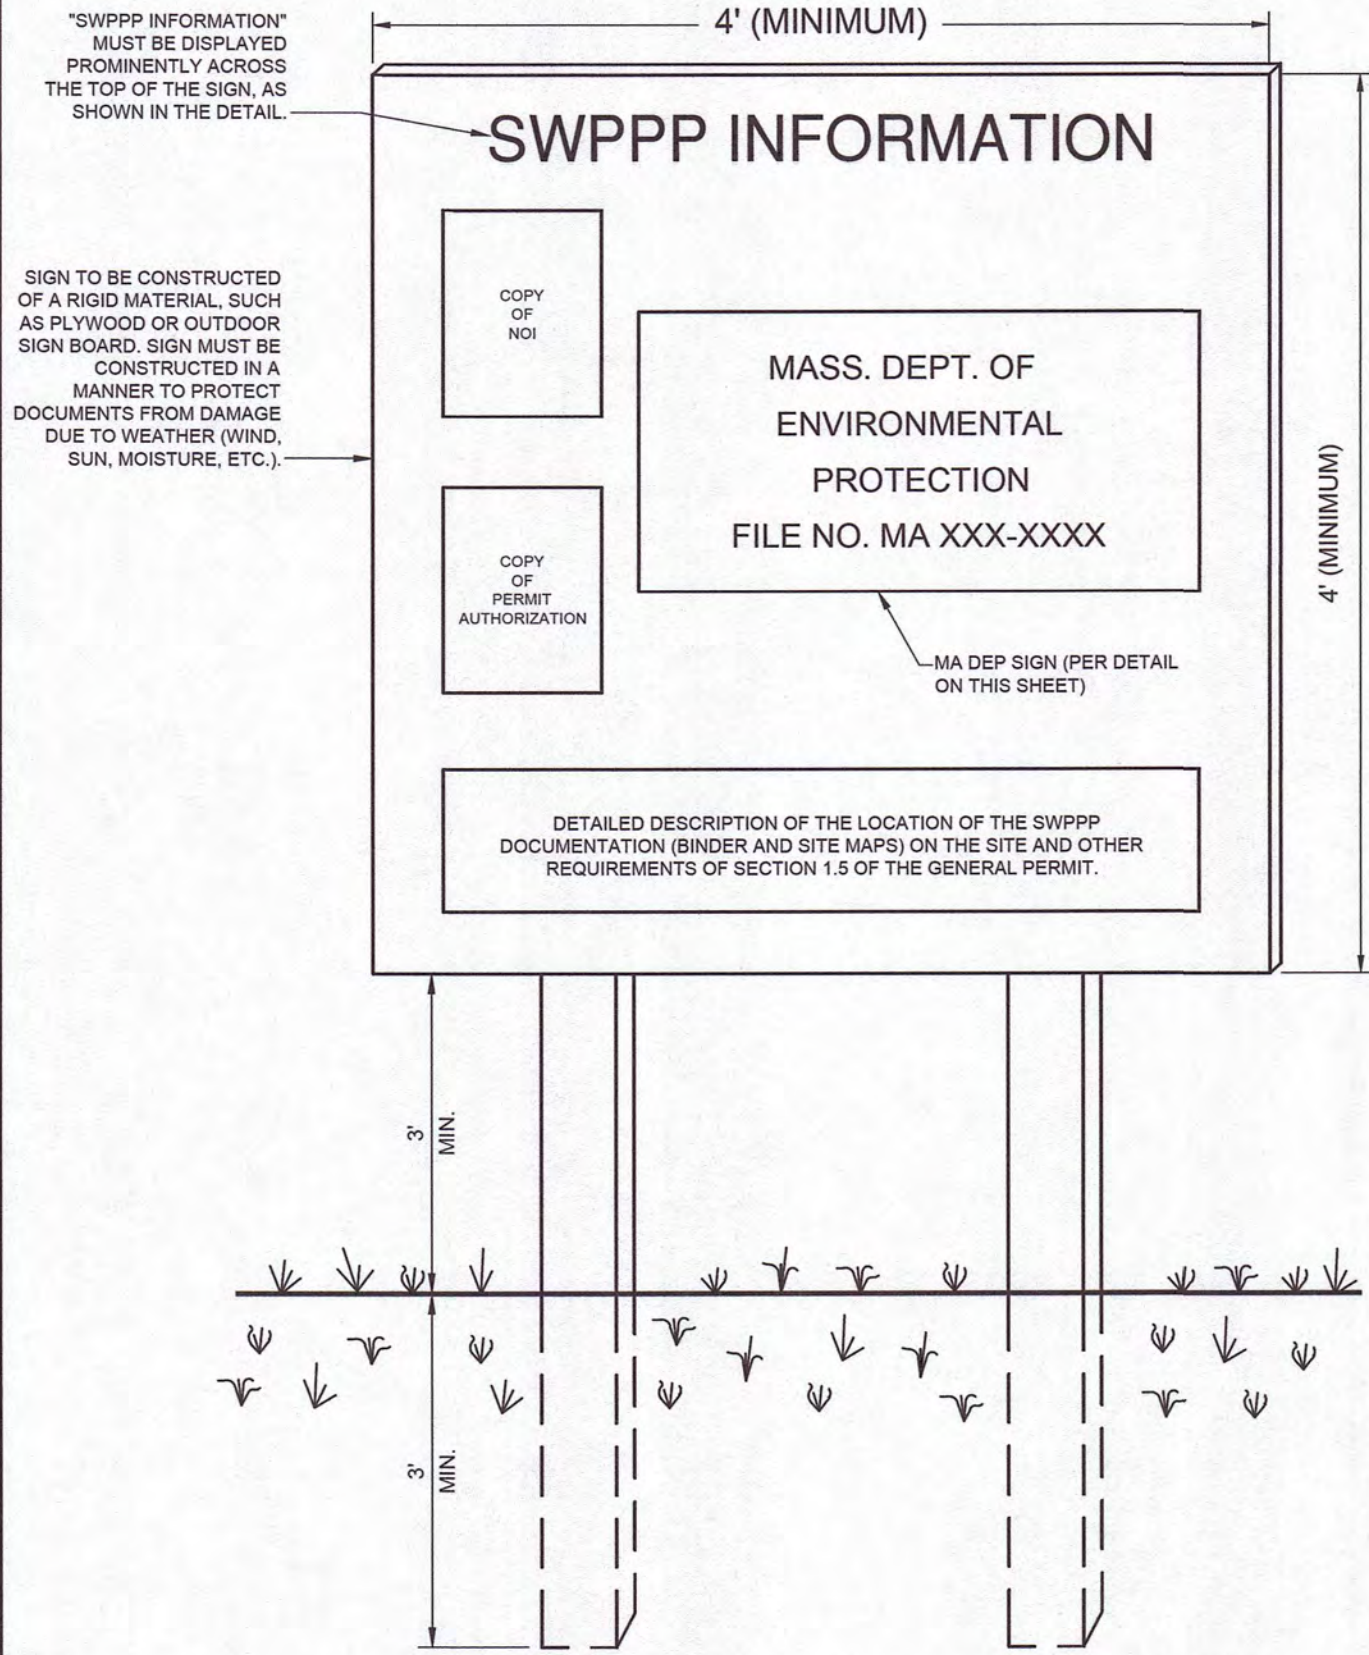 "SWPPP INFORMATION"
MUST BE DISPLAYED
PROMINENTLY ACROSS
THE TOP OF THE SIGN, AS
SHOWN IN THE DETAIL.
4' (MINIMUM)
SWPPP INFORMATION
SIGN TO BE CONSTRUCTED
OF A RIGID MATERIAL, SUCH
AS PLYWOOD OR OUTDOOR
SIGN BOARD. SIGN MUST BE
CONSTRUCTED IN A
MANNER TO PROTECT
DOCUMENTS FROM DAMAGE
DUE TO WEATHER (WIND,
SUN, MOISTURE, ETC.).
COPY
OF
NOI
MASS. DEPT. OF
ENVIRONMENTAL
PROTECTION
FILE NO. MA XXX-XXXX
4' (MINIMUM)
COPY
OF
PERMIT
AUTHORIZATION
MA DEP SIGN (PER DETAIL
ON THIS SHEET)
DETAILED DESCRIPTION OF THE LOCATION OF THE SWPPP
DOCUMENTATION (BINDER AND SITE MAPS) ON THE SITE AND OTHER
REQUIREMENTS OF SECTION 1.5 OF THE GENERAL PERMIT.
3'
MIN.
3'
MIN.